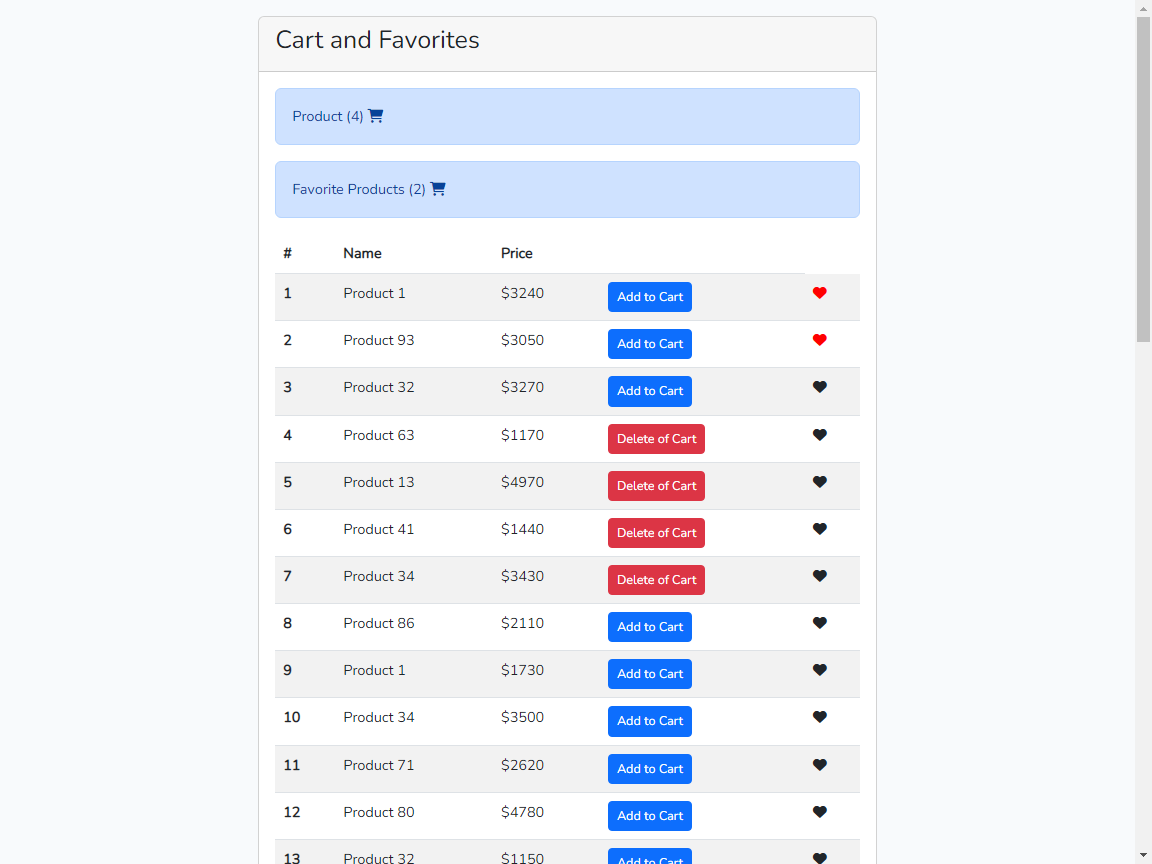 Cart and Favorites
Product (4)
Favorite Products (2)
# Name Price
1 Product 1 $3240 Add to Cart
2 Product 93 $3050 Add to Cart
3 Product 32 $3270 Add to Cart
4 Product 63 $1170 Delete of Cart
5 Product 13 $4970 Delete of Cart
6 Product 41 $1440 Delete of Cart
7 Product 34 $3430 Delete of Cart
8 Product 86 $2110 Add to Cart
9 Product 1 $1730 Add to Cart
10 Product 34 $3500 Add to Cart
11 Product 71 $2620 Add to Cart
12 Product 80 $4780 Add to Cart
13 Product 32 $1150 Add to Cart